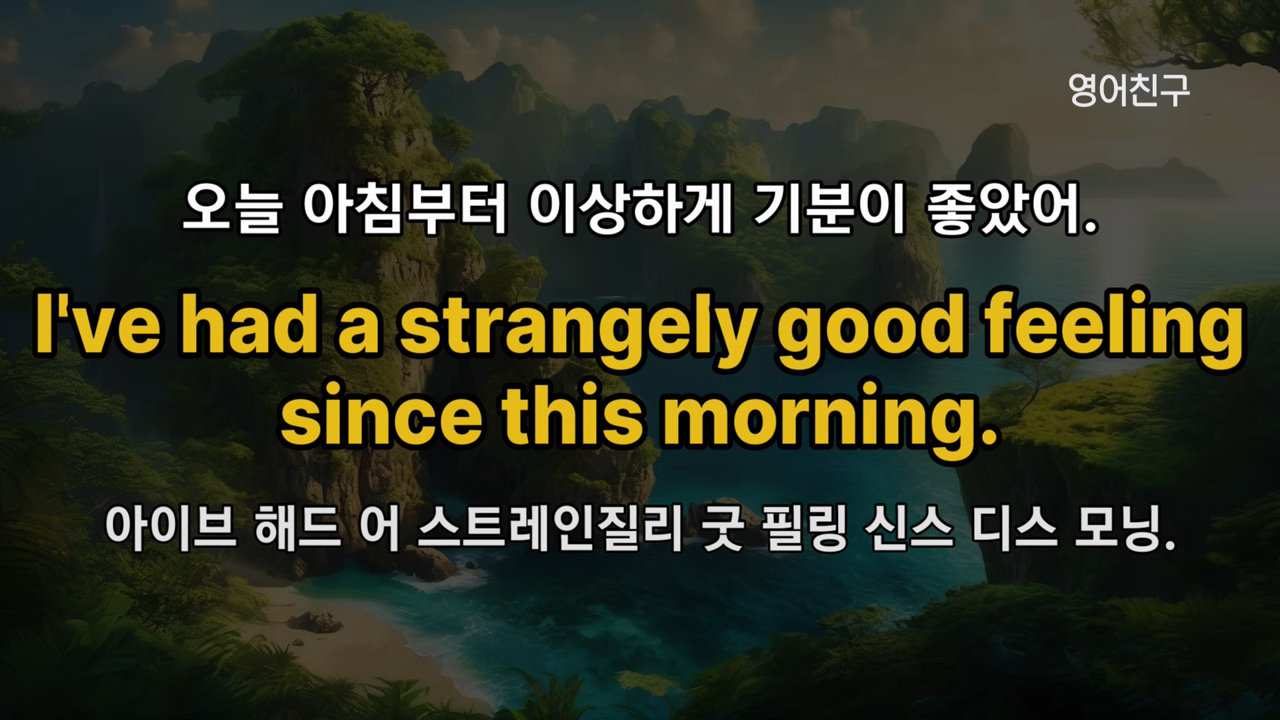 영어친구
오늘 아침부터 이상하게 기분이 좋았어.
I've had a strangely good feeling
since this morning.
아이브 해드 어 스트레인질리 굿 필링 신스 디스 모닝.